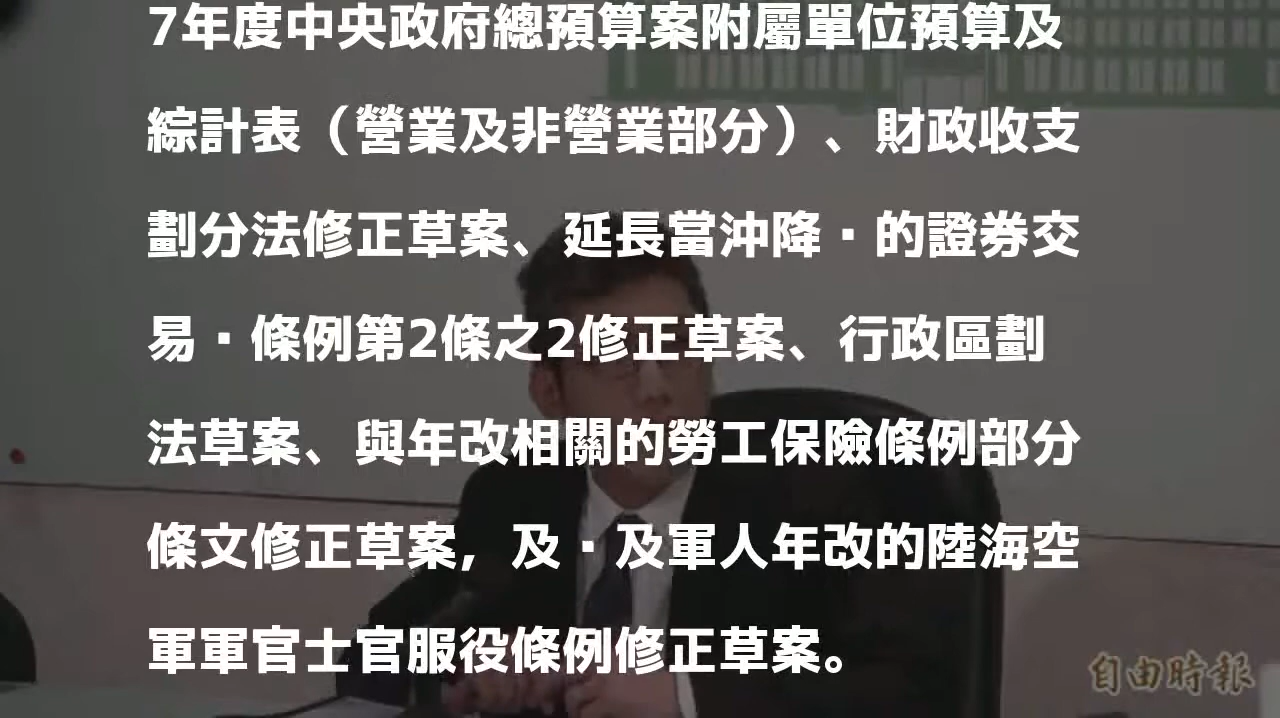 7年度中央政府總預算案附屬單位預算及
綜計表（營業及非營業部分）、財政收支
劃分法修正草案、延長當沖降▪的證券交
易▪條例第2條之2修正草案、行政區劃
法草案、與年改相關的勞工保險條例部分
條文修正草案，及▪及軍人年改的陸海空
軍軍官士官服役條例修正草案。
自由時報